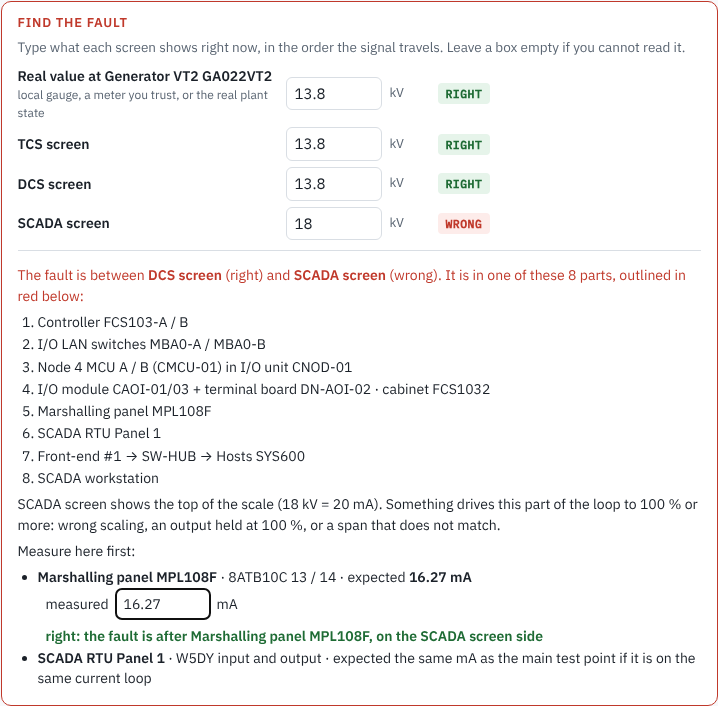 FIND THE FAULT
Type what each screen shows right now, in the order the signal travels. Leave a box empty if you cannot read it.
Real value at Generator VT2 GA022VT2
local gauge, a meter you trust, or the real plant
state
13.8 kV RIGHT
TCS screen 13.8 kV RIGHT
DCS screen 13.8 kV RIGHT
SCADA screen 18 kV WRONG
The fault is between DCS screen (right) and SCADA screen (wrong). It is in one of these 8 parts, outlined in
red below:
1. Controller FCS103-A / B
2. I/O LAN switches MBA0-A / MBA0-B
3. Node 4 MCU A / B (CMCU-01) in I/O unit CNOD-01
4. I/O module CAOI-01/03 + terminal board DN-AOI-02 · cabinet FCS1032
5. Marshalling panel MPL108F
6. SCADA RTU Panel 1
7. Front-end #1 → SW-HUB → Hosts SYS600
8. SCADA workstation
SCADA screen shows the top of the scale (18 kV = 20 mA). Something drives this part of the loop to 100 % or
more: wrong scaling, an output held at 100 %, or a span that does not match.
Measure here first:
• Marshalling panel MPL108F · 8ATB10C 13 / 14 · expected 16.27 mA
measured 16.27 mA
right: the fault is after Marshalling panel MPL108F, on the SCADA screen side
• SCADA RTU Panel 1 · W5DY input and output · expected the same mA as the main test point if it is on the
same current loop